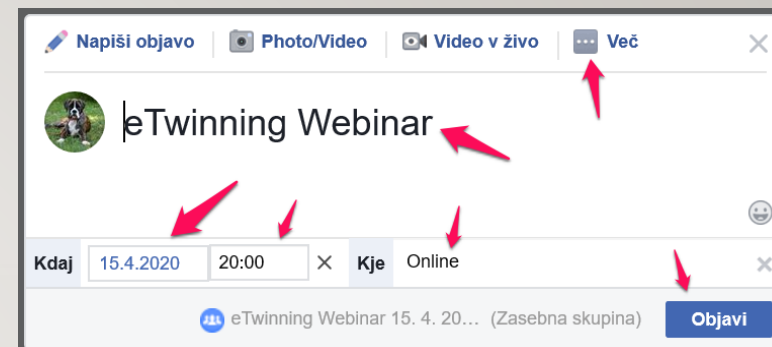 Napiši objavo Photo/Video Video v živo Več
eTwinning Webinar
Kdaj 15.4.2020 20:00 Kje Online
eTwinning Webinar 15. 4. 20... (Zasebna skupina) Objavi